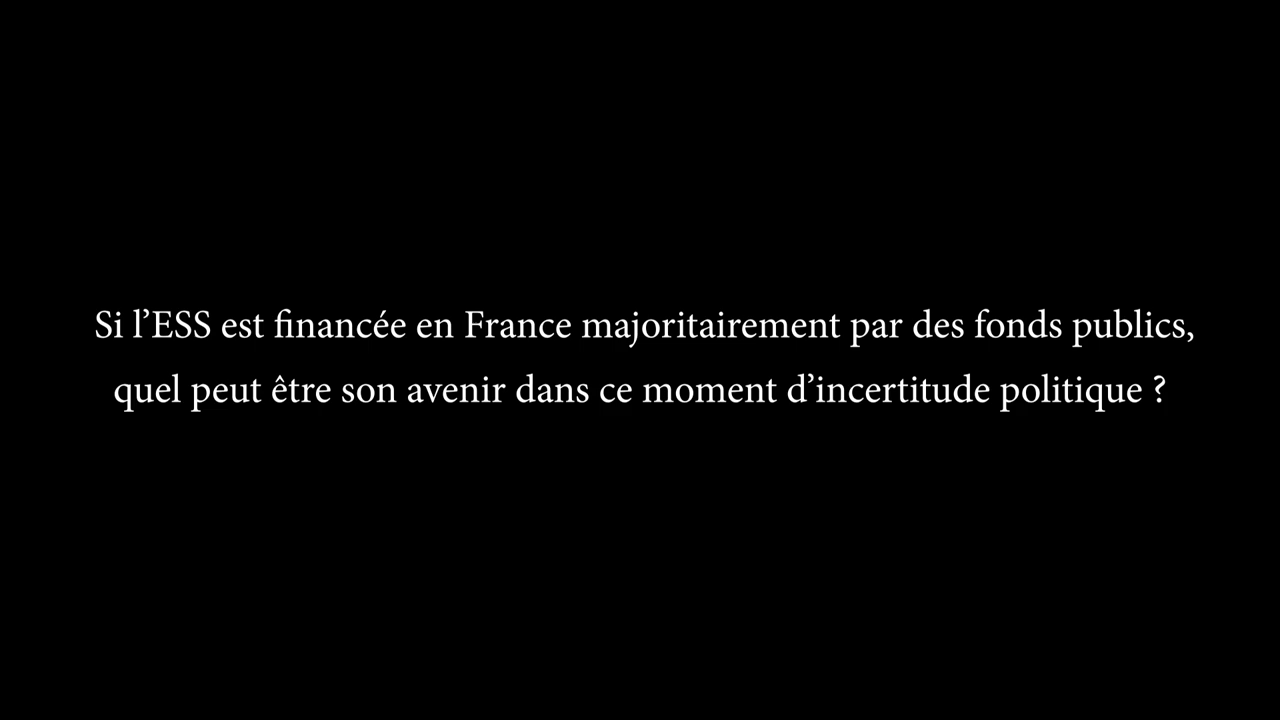 Si l’ESS est financée en France majoritairement par des fonds publics,
quel peut être son avenir dans ce moment d’incertitude politique ?